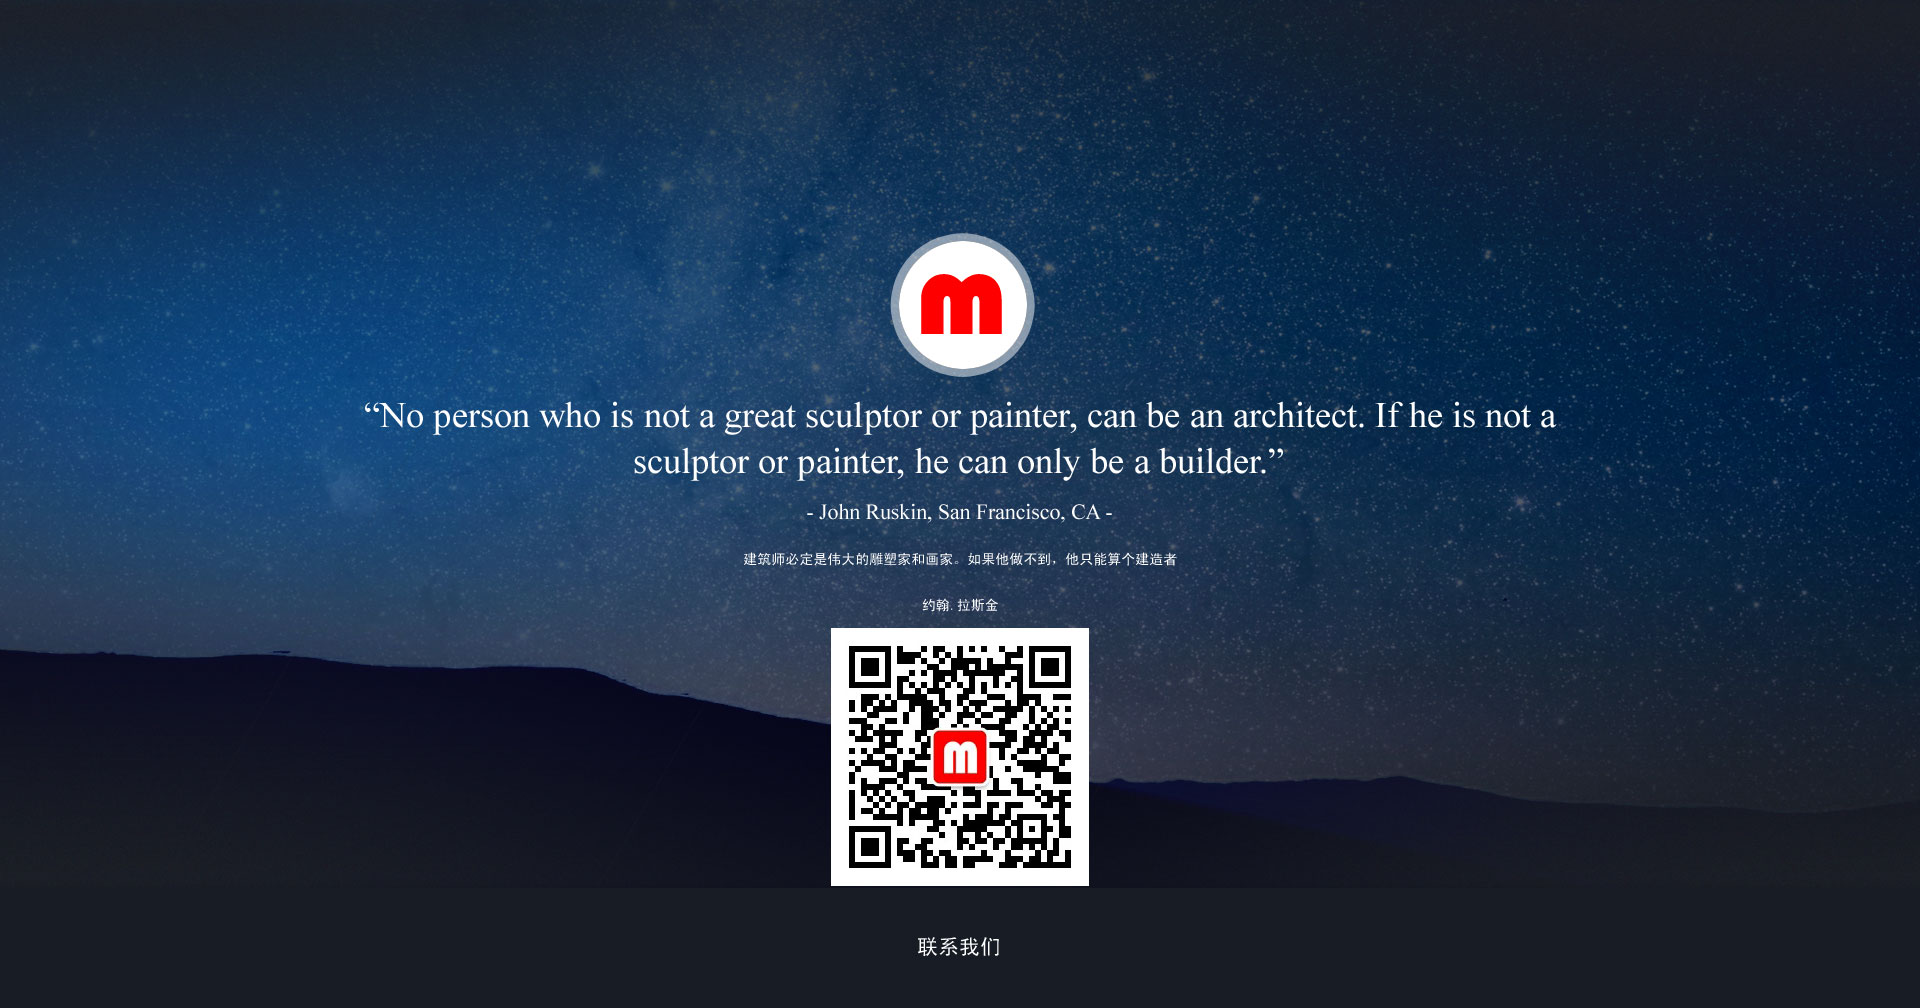 m
“No person who is not a great sculptor or painter, can be an architect. If he is not a
sculptor or painter, he can only be a builder.”
- John Ruskin, San Francisco, CA -
建筑师必定是伟大的雕塑家和画家。如果他做不到，他只能算个建造者
约翰. 拉斯金
m
联系我们